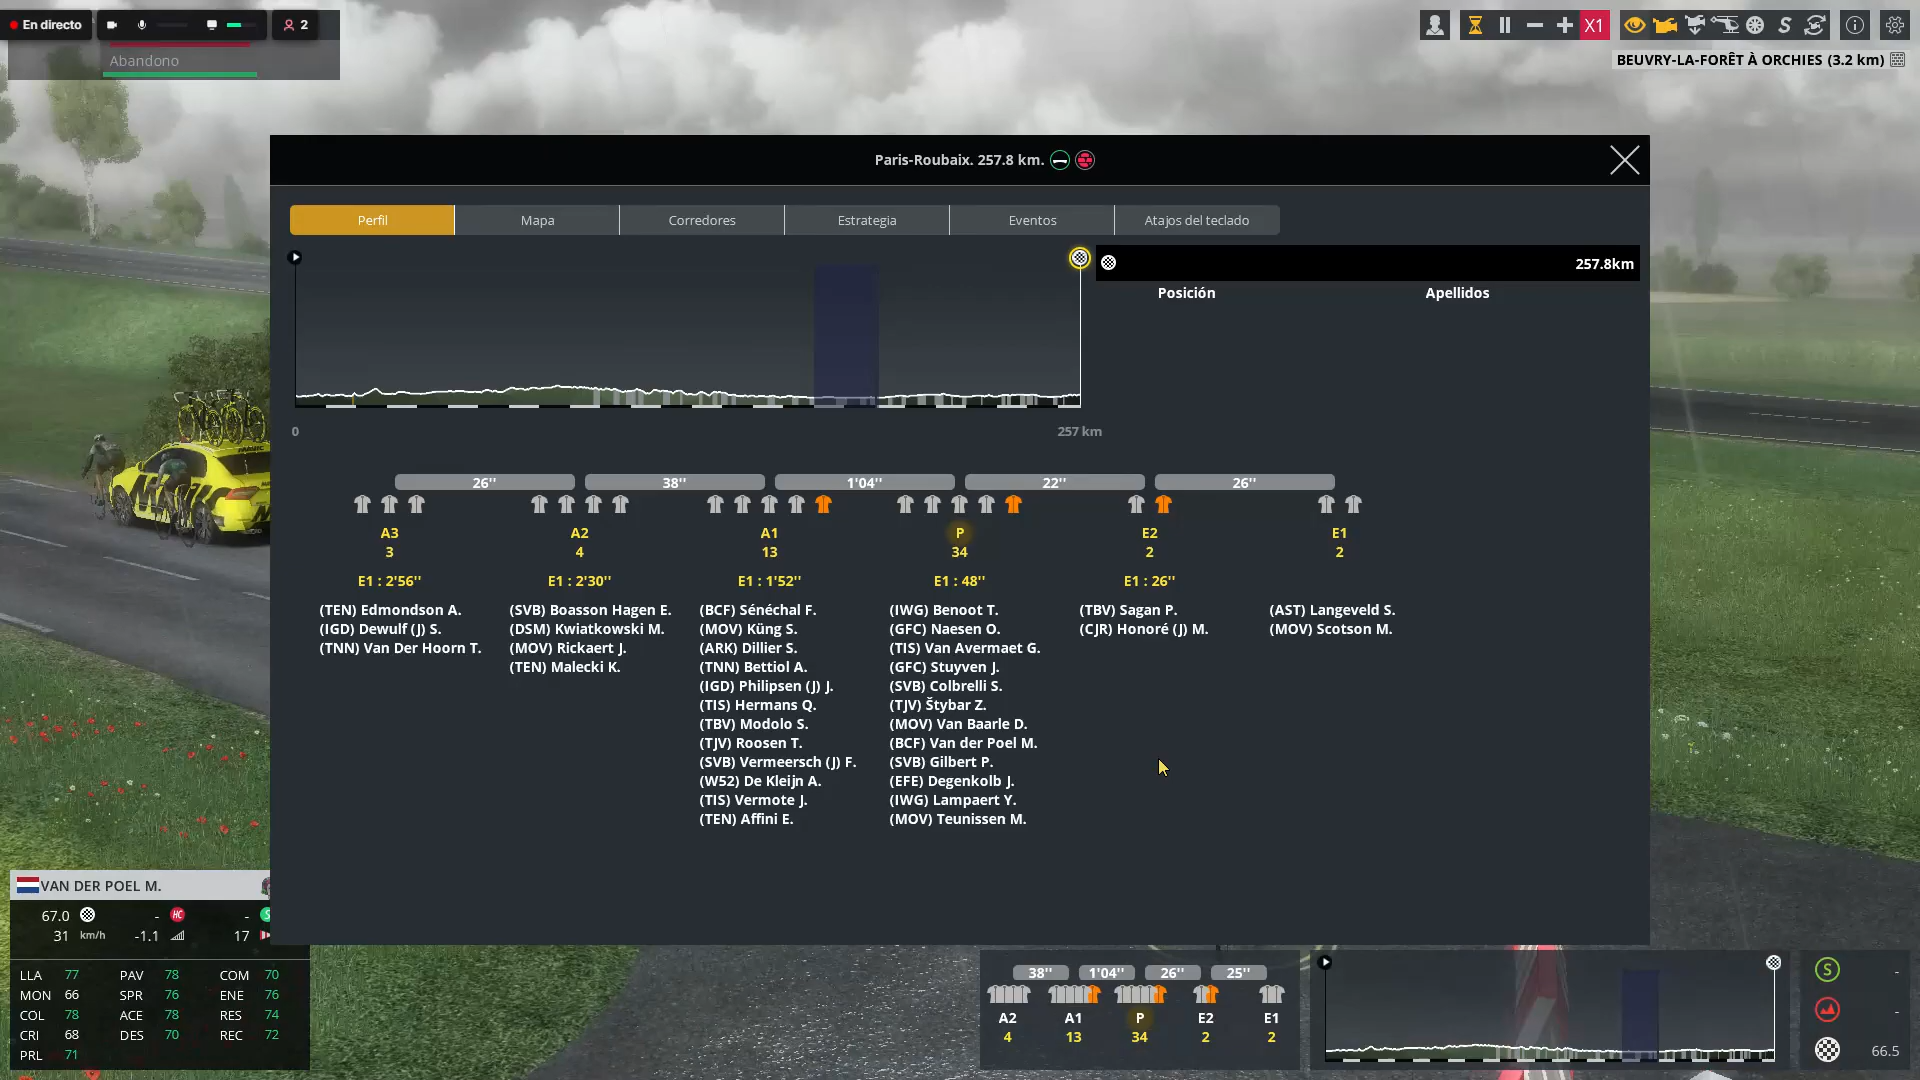 En directo
2
X1
Abandono
BEUVRY-LA-FORÊT À ORCHIES (3.2 km)
Paris-Roubaix. 257.8 km.
Perfil Mapa Corredores Estrategia Eventos Atajos del teclado
257.8km
Posición Apellidos
0 257 km
26'' 38'' 1'04'' 22'' 26''
A3 A2 A1 P E2 E1
3 4 13 34 2 2
E1 : 2'56'' E1 : 2'30'' E1 : 1'52'' E1 : 48'' E1 : 26''
(TEN) Edmondson A.
(IGD) Dewulf (J) S.
(TNN) Van Der Hoorn T.
(SVB) Boasson Hagen E.
(DSM) Kwiatkowski M.
(MOV) Rickaert J.
(TEN) Malecki K.
(BCF) Sénéchal F.
(MOV) Küng S.
(ARK) Dillier S.
(TNN) Bettiol A.
(IGD) Philipsen (J) J.
(TIS) Hermans Q.
(TBV) Modolo S.
(TJV) Roosen T.
(SVB) Vermeersch (J) F.
(W52) De Kleijn A.
(TIS) Vermote J.
(TEN) Affini E.
(IWG) Benoot T.
(GFC) Naesen O.
(TIS) Van Avermaet G.
(GFC) Stuyven J.
(SVB) Colbrelli S.
(TJV) Štybar Z.
(MOV) Van Baarle D.
(BCF) Van der Poel M.
(SVB) Gilbert P.
(EFE) Degenkolb J.
(IWG) Lampaert Y.
(MOV) Teunissen M.
(TBV) Sagan P.
(CJR) Honoré (J) M.
(AST) Langeveld S.
(MOV) Scotson M.
VAN DER POEL M.
67.0 - HC - S
31 km/h -1.1 17
LLA 77 PAV 78 COM 70
MON 66 SPR 76 ENE 76
COL 78 ACE 78 RES 74
CRI 68 DES 70 REC 72
PRL 71
38'' 1'04'' 26'' 25''
A2 A1 P E2 E1
4 13 34 2 2
S -
-
66.5